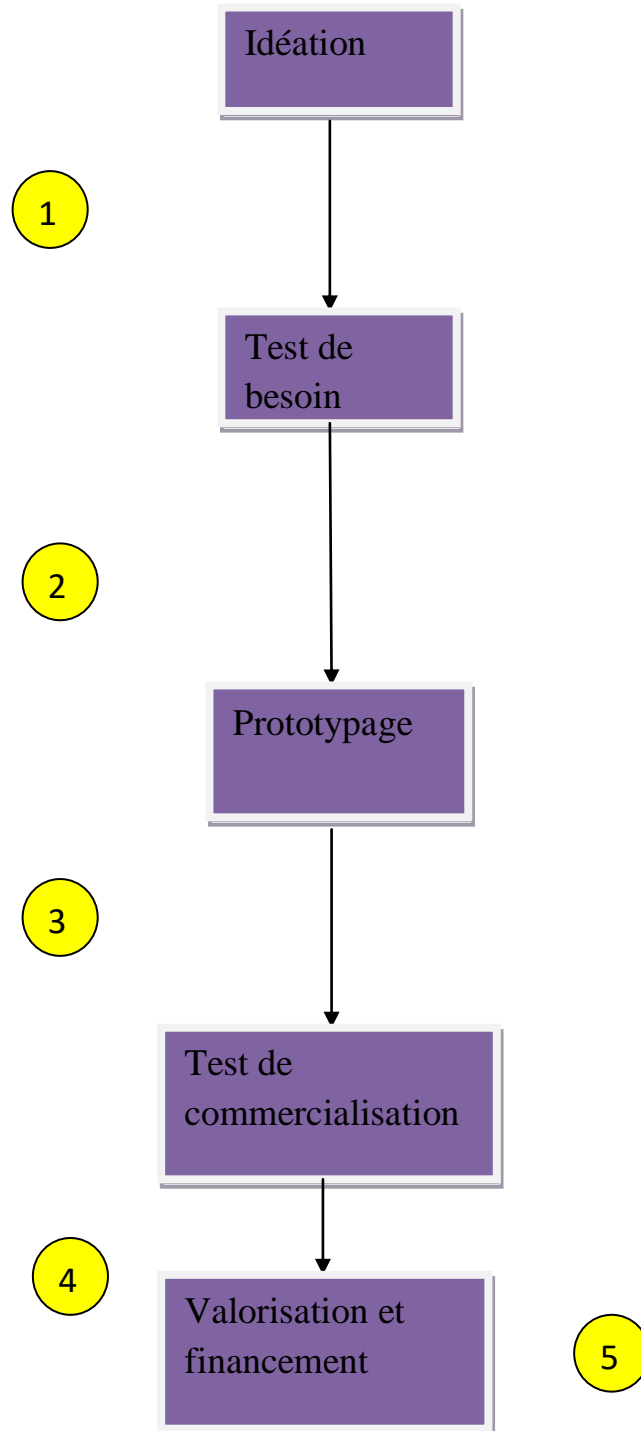 Idéation
1
Test de
besoin
2
Prototypage
3
Test de
commercialisation
4
Valorisation et
financement
5